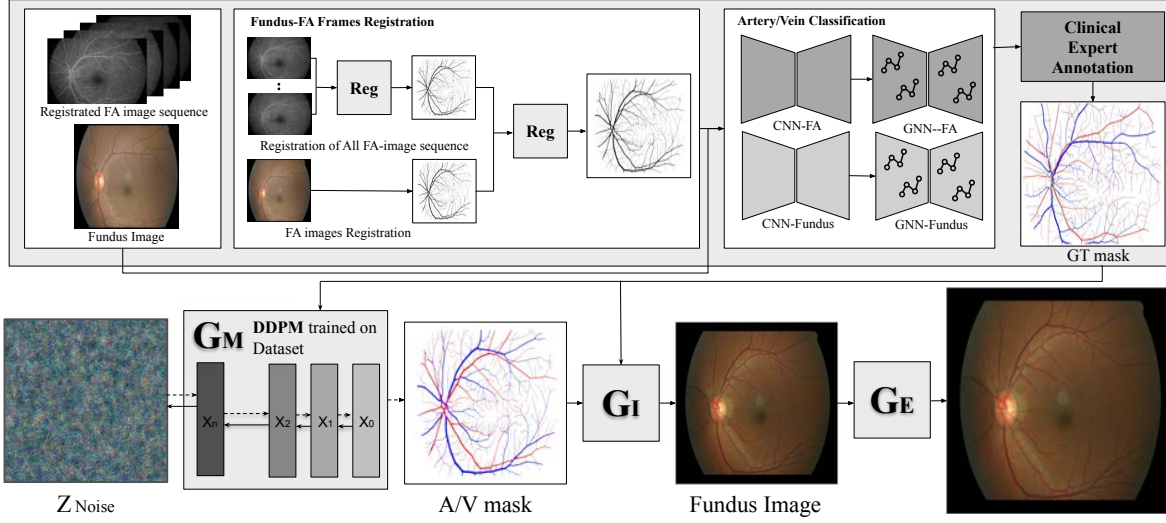 Registrated FA image sequence
Fundus Image
Fundus-FA Frames Registration
Reg
Registration of All FA-image sequence
FA images Registration
Reg
Artery/Vein Classification
CNN-FA
GNN--FA
CNN-Fundus
GNN-Fundus
Clinical
Expert
Annotation
GT mask
Z Noise
GM DDPM trained on
Dataset
Xn
X2
X1
X0
A/V mask
GI
Fundus Image
GE